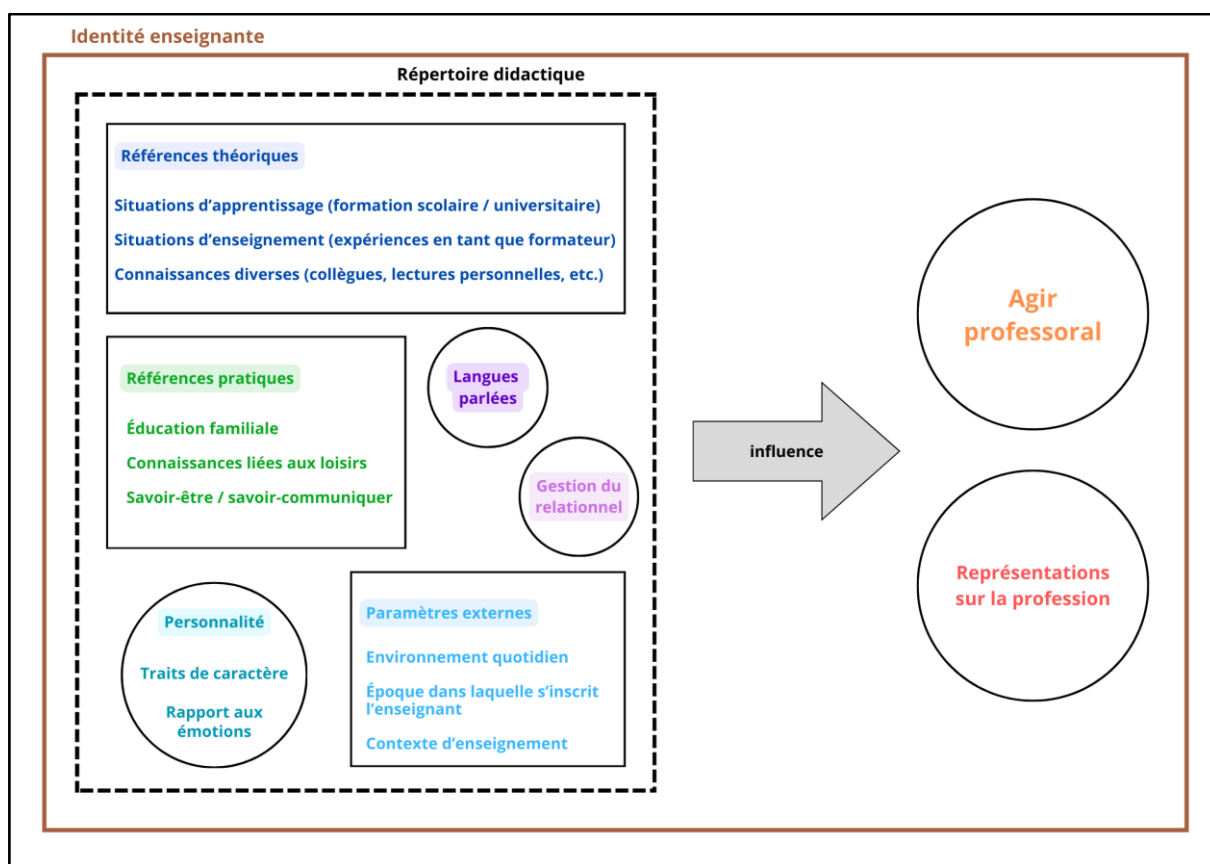 Identité enseignante
Répertoire didactique
Références théoriques
Situations d'apprentissage (formation scolaire / universitaire)
Situations d'enseignement (expériences en tant que formateur)
Connaissances diverses (collègues, lectures personnelles, etc.)
Références pratiques
Éducation familiale
Connaissances liées aux loisirs
Savoir-être / savoir-communiquer
Langues
parlées
Gestion du
relationnel
Personnalité
Traits de caractère
Rapport aux
émotions
Paramètres externes
Environnement quotidien
Époque dans laquelle s'inscrit
l'enseignant
Contexte d'enseignement
influence
Agir
professoral
Représentations
sur la profession